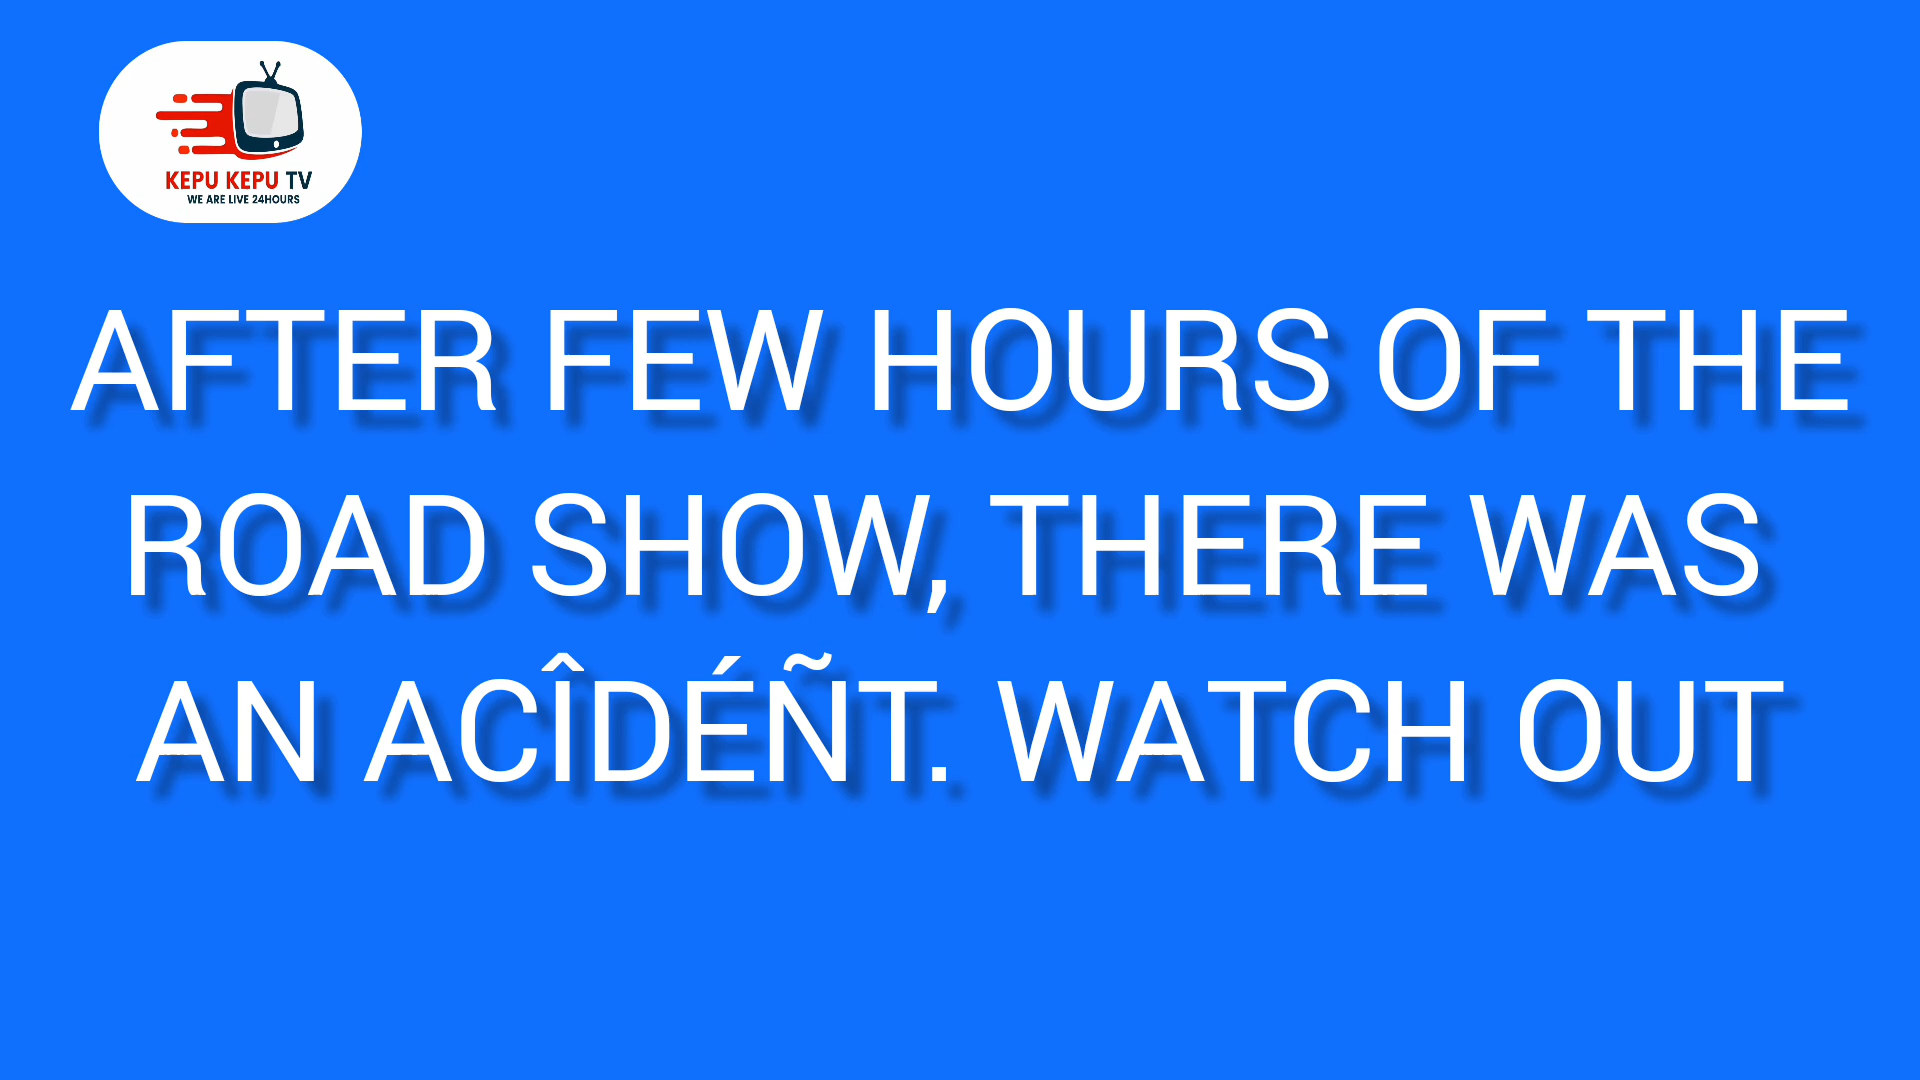 KEPU KEPU TV
WE ARE LIVE 24HOURS
AFTER FEW HOURS OF THE
ROAD SHOW, THERE WAS
AN ACÎDÉÑT. WATCH OUT